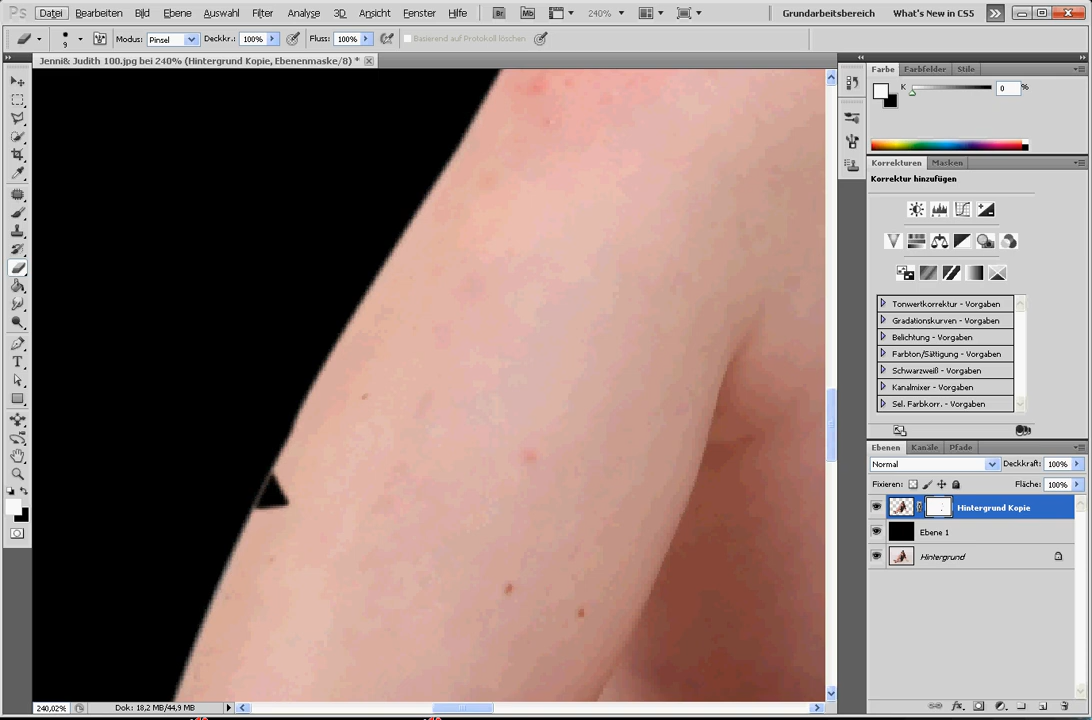 Ps Datei Bearbeiten Bild Ebene Auswahl Filter Analyse 3D Ansicht Fenster Hilfe Br Mb 240% Grundarbeitsbereich What's New in CS5
9 Modus: Pinsel Deckkr.: 100% Fluss: 100% Basierend auf Protokoll löschen
Jenni& Judith 100.jpg bei 240% (Hintergrund Kopie, Ebenenmaske/8) *
Farbe Farbfelder Stile
K 0 %
Korrekturen Masken
Korrektur hinzufügen
Tonwertkorrektur - Vorgaben
Gradationskurven - Vorgaben
Belichtung - Vorgaben
Farbton/Sättigung - Vorgaben
Schwarzweiß - Vorgaben
Kanalmixer - Vorgaben
Sel. Farbkorr. - Vorgaben
Ebenen Kanäle Pfade
Normal Deckkraft: 100%
Fixieren: Fläche: 100%
Hintergrund Kopie
Ebene 1
Hintergrund
240,02% Dok: 18,2 MB/44,9 MB